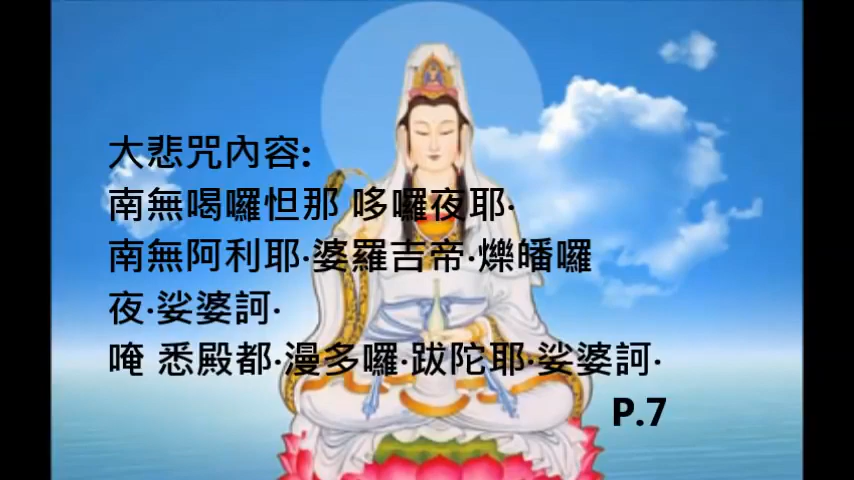 大悲咒內容:
南無喝囉怛那 哆囉夜耶·
南無阿利耶·婆羅吉帝·爍皤囉
夜·娑婆訶·
唵 悉殿都·漫多囉·跋陀耶·娑婆訶·
P.7